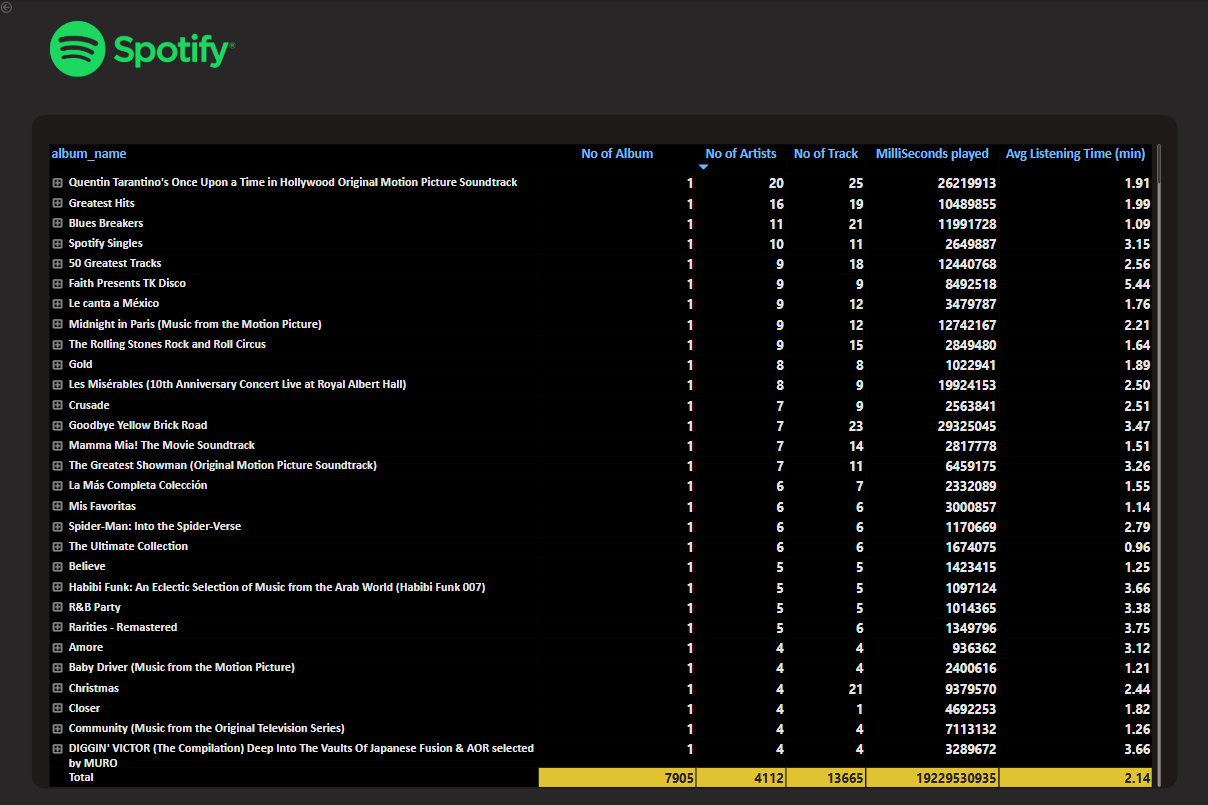 Spotify®
album_name No of Album No of Artists No of Track MilliSeconds played Avg Listening Time (min)
Quentin Tarantino's Once Upon a Time in Hollywood Original Motion Picture Soundtrack 1 20 25 26219913 1.91
Greatest Hits 1 16 19 10489855 1.99
Blues Breakers 1 11 21 11991728 1.09
Spotify Singles 1 10 11 2649887 3.15
50 Greatest Tracks 1 9 18 12440768 2.56
Faith Presents TK Disco 1 9 9 8492518 5.44
Le canta a México 1 9 12 3479787 1.76
Midnight in Paris (Music from the Motion Picture) 1 9 12 12742167 2.21
The Rolling Stones Rock and Roll Circus 1 9 15 2849480 1.64
Gold 1 8 8 1022941 1.89
Les Misérables (10th Anniversary Concert Live at Royal Albert Hall) 1 8 9 19924153 2.50
Crusade 1 7 9 2563841 2.51
Goodbye Yellow Brick Road 1 7 23 29325045 3.47
Mamma Mia! The Movie Soundtrack 1 7 14 2817778 1.51
The Greatest Showman (Original Motion Picture Soundtrack) 1 7 11 6459175 3.26
La Más Completa Colección 1 6 7 2332089 1.55
Mis Favoritas 1 6 6 3000857 1.14
Spider-Man: Into the Spider-Verse 1 6 6 1170669 2.79
The Ultimate Collection 1 6 6 1674075 0.96
Believe 1 5 5 1423415 1.25
Habibi Funk: An Eclectic Selection of Music from the Arab World (Habibi Funk 007) 1 5 5 1097124 3.66
R&B Party 1 5 5 1014365 3.38
Rarities - Remastered 1 5 6 1349796 3.75
Amore 1 4 4 936362 3.12
Baby Driver (Music from the Motion Picture) 1 4 4 2400616 1.21
Christmas 1 4 21 9379570 2.44
Closer 1 4 1 4692253 1.82
Community (Music from the Original Television Series) 1 4 4 7113132 1.26
DIGGIN' VICTOR (The Compilation) Deep Into The Vaults Of Japanese Fusion & AOR selected 1 4 4 3289672 3.66
by MURO
Total 7905 4112 13665 19229530935 2.14